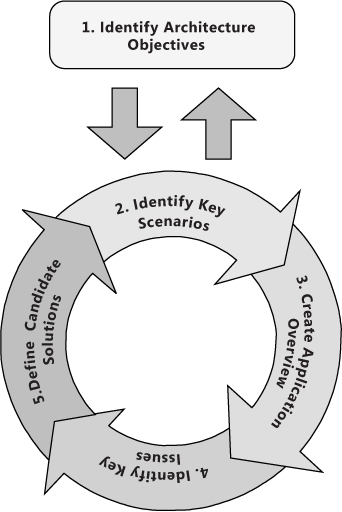 1. Identify Architecture
Objectives
2. Identify Key
Scenarios
3. Create Application
Overview
4. Identify Key
Issues
5.Define Candidate
Solutions